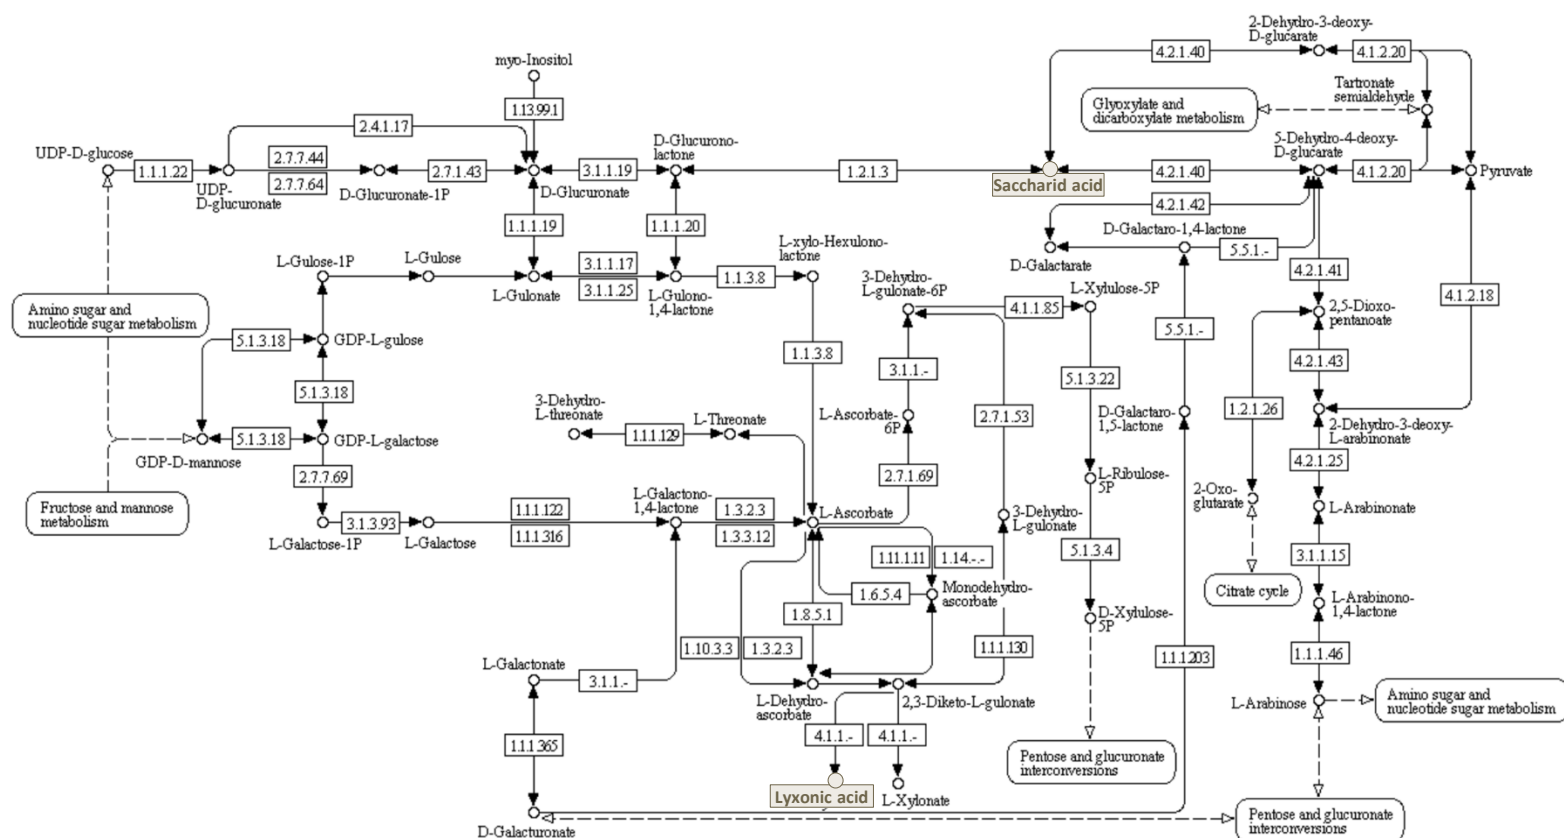 2-Dehydro-3-deoxy-
D-glucarate
4.2.1.40
4.1.2.20
myo-Inositol
Tartronate
semialdehyde
Glyoxylate and
dicarboxylate metabolism
1.13.99.1
2.4.1.17
D-Glucurono-
lactone
5-Dehydro-4-deoxy-
D-glucarate
UDP-D-glucose
2.7.7.44
1.1.1.22
2.7.1.43
3.1.1.19
1.2.1.3
4.2.1.40
4.1.2.20
Pyruvate
2.7.7.64
UDP-
D-glucuronate
D-Glucuronate-1P
D-Glucuronate
Saccharid acid
4.2.1.42
1.1.1.19
1.1.1.20
D-Galactaro-1,4-lactone
L-xylo-Hexulono-
lactone
5.5.1.-
L-Gulose-1P
L-Gulose
3.1.1.17
D-Galactarate
1.1.3.8
3-Dehydro-
L-gulonate-6P
4.2.1.41
3.1.1.25
L-Gulonate
L-Gulono-
1,4-lactone
L-Xylulose-5P
4.1.2.18
Amino sugar and
nucleotide sugar metabolism
4.1.1.85
2,5-Dioxo-
pentanoate
5.5.1.-
5.1.3.18
GDP-L-gulose
1.1.3.8
4.2.1.43
3.1.1.-
5.1.3.22
5.1.3.18
3-Dehydro-
L-threonate
L-Threonate
L-Ascorbate-
6P
2.7.1.53
D-Galactaro-
1,5-lactone
1.2.1.26
1.1.1.129
5.1.3.18
GDP-L-galactose
2-Dehydro-3-deoxy-
L-arabinonate
GDP-D-mannose
2.7.7.69
2.7.1.69
4.2.1.25
L-Ribulose-
5P
2-Oxo-
glutarate
Fructose and mannose
metabolism
L-Galactono-
1,4-lactone
1.1.1.122
1.3.2.3
L-Ascorbate
3-Dehydro-
L-gulonate
L-Arabinonate
3.1.3.93
L-Galactose-1P
L-Galactose
1.1.1.316
1.3.3.12
5.1.3.4
3.1.1.15
1.11.1.11
1.14.-.-
Monodehydro-
ascorbate
1.6.5.4
Citrate cycle
L-Arabinono-
1,4-lactone
1.8.5.1
D-Xylulose-
5P
1.10.3.3
1.3.2.3
1.1.1.130
1.1.1.203
1.1.1.46
L-Galactonate
3.1.1.-
L-Dehydro-
ascorbate
2,3-Diketo-L-gulonate
L-Arabinose
Amino sugar and
nucleotide sugar metabolism
4.1.1.-
4.1.1.-
1.1.1.365
Pentose and glucuronate
interconversions
Lyxonic acid
L-Xylonate
D-Galacturonate
Pentose and glucuronate
interconversions